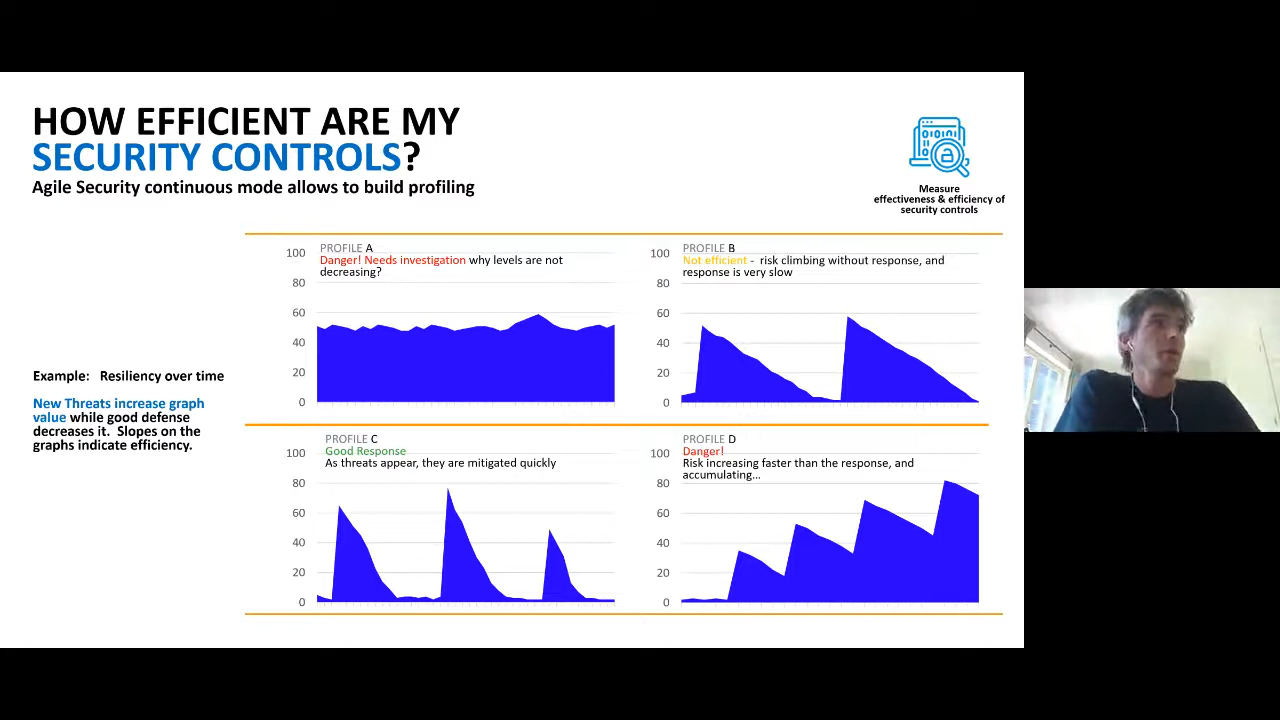 HOW EFFICIENT ARE MY
SECURITY CONTROLS?
Agile Security continuous mode allows to build profiling
Measure
effectiveness & efficiency of
security controls
Example: Resiliency over time
New Threats increase graph
value while good defense
decreases it. Slopes on the
graphs indicate efficiency.
PROFILE A
Danger! Needs investigation why levels are not
decreasing?
100
80
60
40
20
0
PROFILE B
Not efficient - risk climbing without response, and
response is very slow
100
80
60
40
20
0
PROFILE C
Good Response
As threats appear, they are mitigated quickly
100
80
60
40
20
0
PROFILE D
Danger!
Risk increasing faster than the response, and
accumulating...
100
80
60
40
20
0